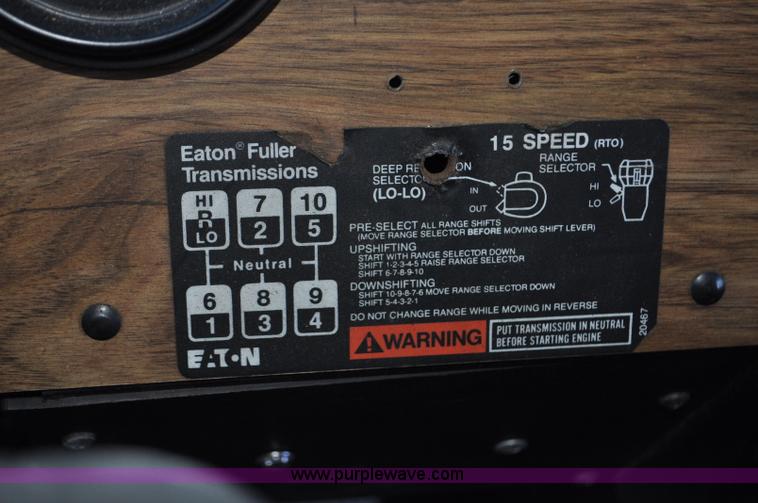 Eaton® Fuller
Transmissions
15 SPEED (RTO)
HI 7 10
R 2 5
LO
Neutral
6 8 9
1 3 4
EATON
DEEP RE ON
SELECTO
(LO-LO)
IN
OUT
RANGE
SELECTOR
HI
LO
PRE-SELECT ALL RANGE SHIFTS
(MOVE RANGE SELECTOR BEFORE MOVING SHIFT LEVER)
UPSHIFTING
START WITH RANGE SELECTOR DOWN
SHIFT 1-2-3-4-5 RAISE RANGE SELECTOR
SHIFT 6-7-8-9-10
DOWNSHIFTING
SHIFT 10-9-8-7-6 MOVE RANGE SELECTOR DOWN
SHIFT 5-4-3-2-1
DO NOT CHANGE RANGE WHILE MOVING IN REVERSE
WARNING
PUT TRANSMISSION IN NEUTRAL
BEFORE STARTING ENGINE
20467
www.purplewave.com